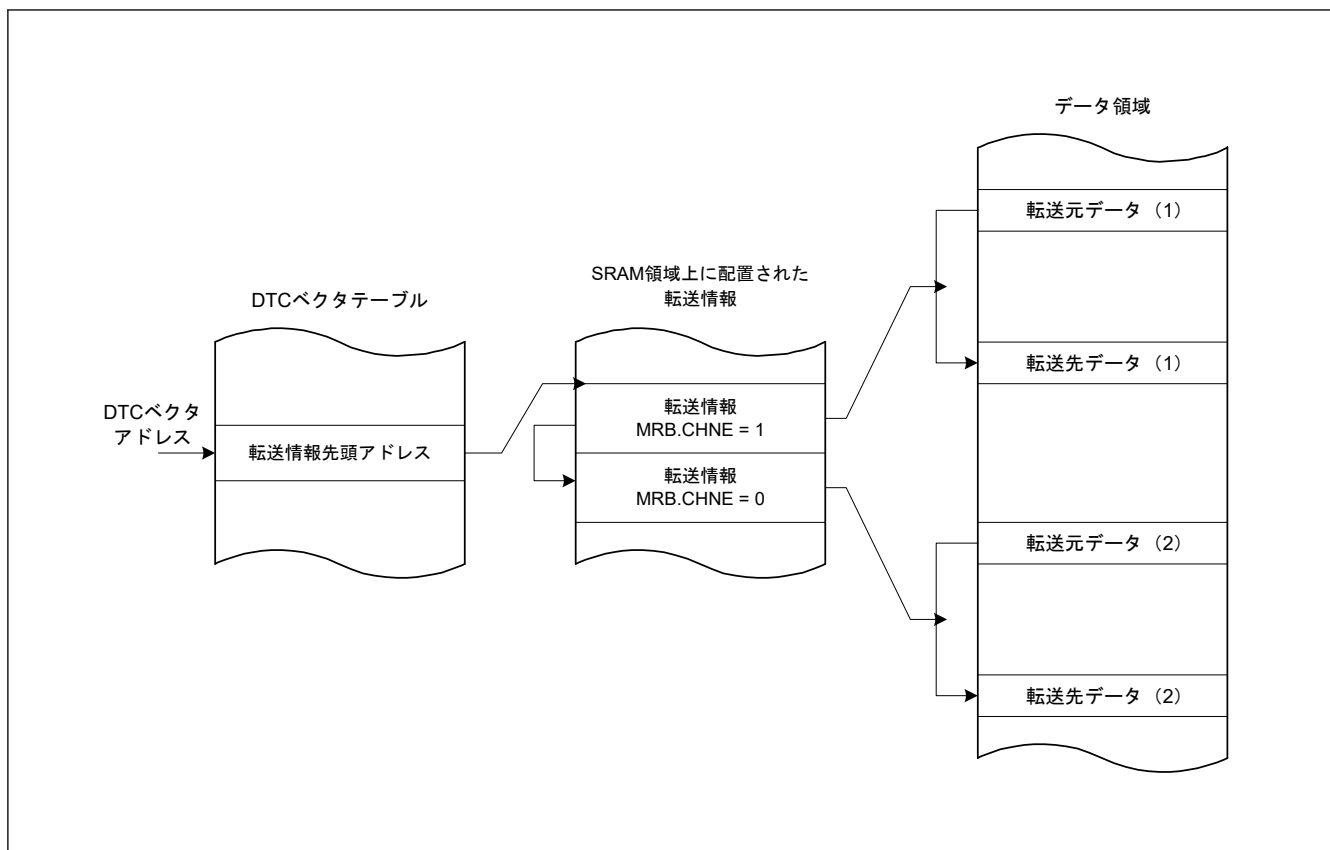 データ領域
転送元データ（1）
SRAM領域上に配置された
転送情報
DTCベクタテーブル
転送先データ（1）
DTCベクタ
アドレス
転送情報先頭アドレス
転送情報
MRB.CHNE = 1
転送情報
MRB.CHNE = 0
転送元データ（2）
転送先データ（2）